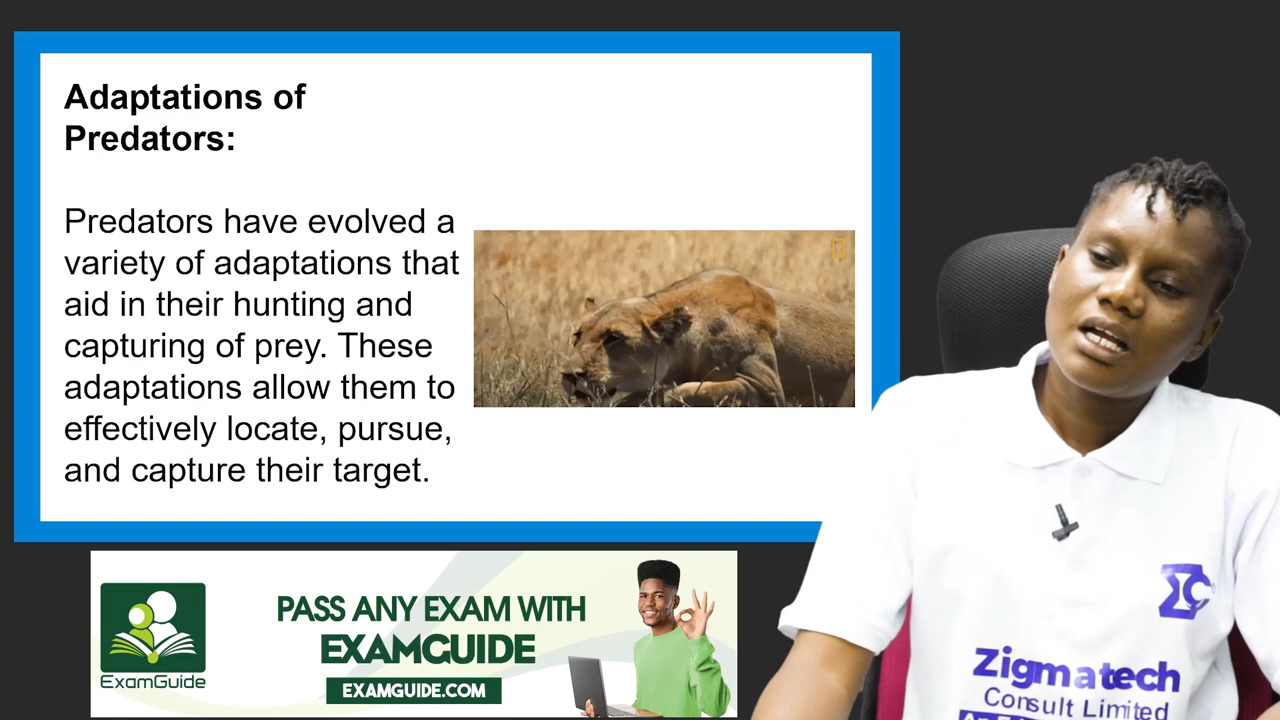 Adaptations of
Predators:
Predators have evolved a
variety of adaptations that
aid in their hunting and
capturing of prey. These
adaptations allow them to
effectively locate, pursue,
and capture their target.
ExamGuide
PASS ANY EXAM WITH
EXAMGUIDE
EXAMGUIDE.COM
Zigmatech
Consult Limited